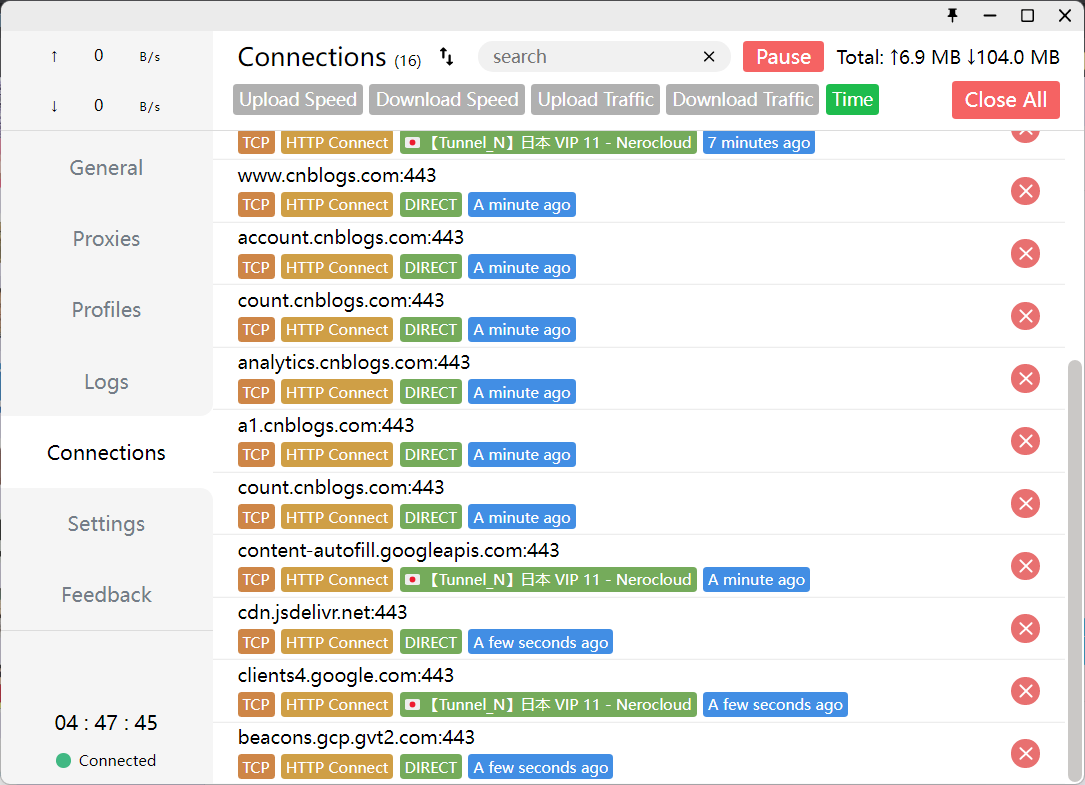 ↑ 0 B/s
↓ 0 B/s
General
Proxies
Profiles
Logs
Connections
Settings
Feedback
04 : 47 : 45
Connected
Connections (16) search Pause Total: ↑6.9 MB ↓104.0 MB
Upload Speed Download Speed Upload Traffic Download Traffic Time Close All
TCP HTTP Connect 【Tunnel_N】日本 VIP 11 - Nerocloud 7 minutes ago
www.cnblogs.com:443
TCP HTTP Connect DIRECT A minute ago
account.cnblogs.com:443
TCP HTTP Connect DIRECT A minute ago
count.cnblogs.com:443
TCP HTTP Connect DIRECT A minute ago
analytics.cnblogs.com:443
TCP HTTP Connect DIRECT A minute ago
a1.cnblogs.com:443
TCP HTTP Connect DIRECT A minute ago
count.cnblogs.com:443
TCP HTTP Connect DIRECT A minute ago
content-autofill.googleapis.com:443
TCP HTTP Connect 【Tunnel_N】日本 VIP 11 - Nerocloud A minute ago
cdn.jsdelivr.net:443
TCP HTTP Connect DIRECT A few seconds ago
clients4.google.com:443
TCP HTTP Connect 【Tunnel_N】日本 VIP 11 - Nerocloud A few seconds ago
beacons.gcp.gvt2.com:443
TCP HTTP Connect DIRECT A few seconds ago